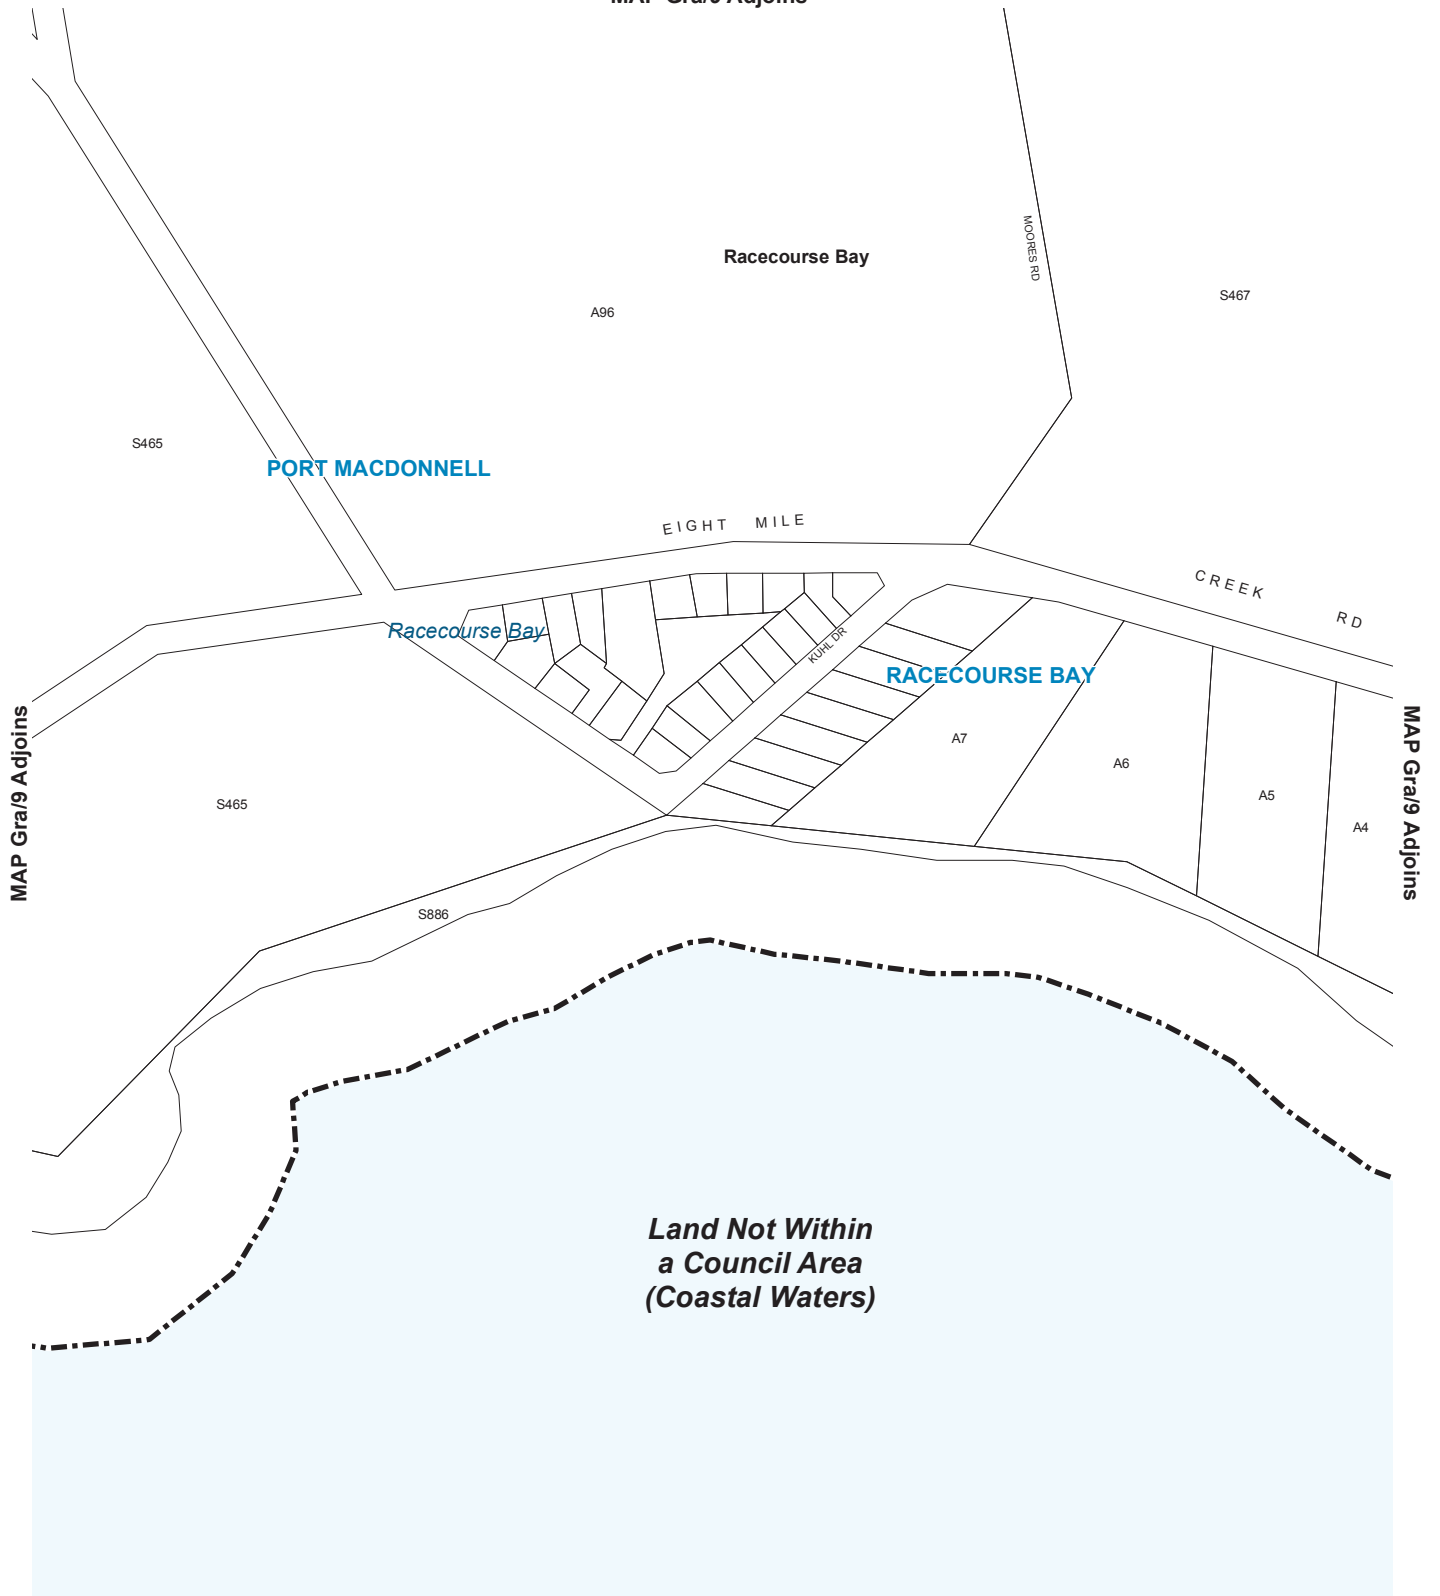 MAP Gra/9 Adjoins
MOORES RD
Racecourse Bay
S467
A96
S465
PORT MACDONNELL
EIGHT MILE
CREEK
RD
Racecourse Bay
KUHL DR
RACECOURSE BAY
A7
A6
A5
A4
MAP Gra/9 Adjoins
MAP Gra/9 Adjoins
S465
S886
Land Not Within
a Council Area
(Coastal Waters)